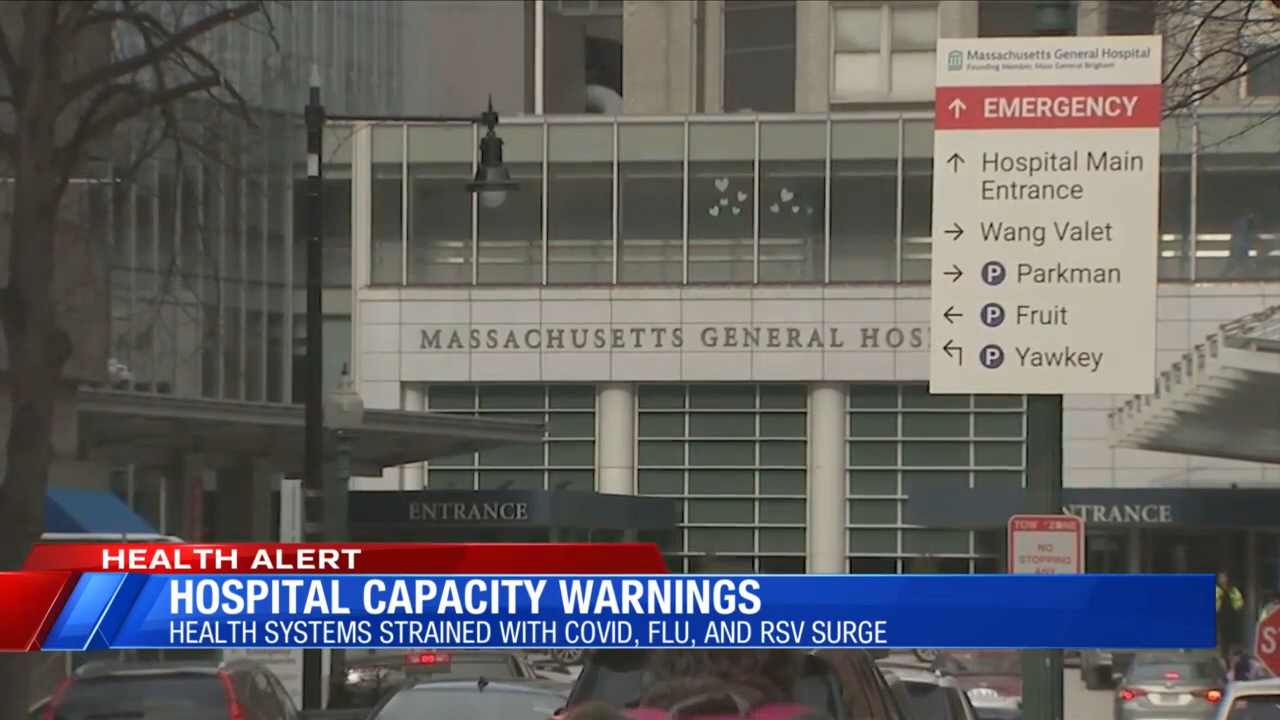 Massachusetts General Hospital
Founding Member, Mass General Brigham
EMERGENCY
Hospital Main
Entrance
Wang Valet
P Parkman
P Fruit
P Yawkey
MASSACHUSETTS GENERAL HOS
ENTRANCE
NTRANCE
TOW ZONE
NO
STOPPING
ANY
HEALTH ALERT
HOSPITAL CAPACITY WARNINGS
HEALTH SYSTEMS STRAINED WITH COVID, FLU, AND RSV SURGE
S